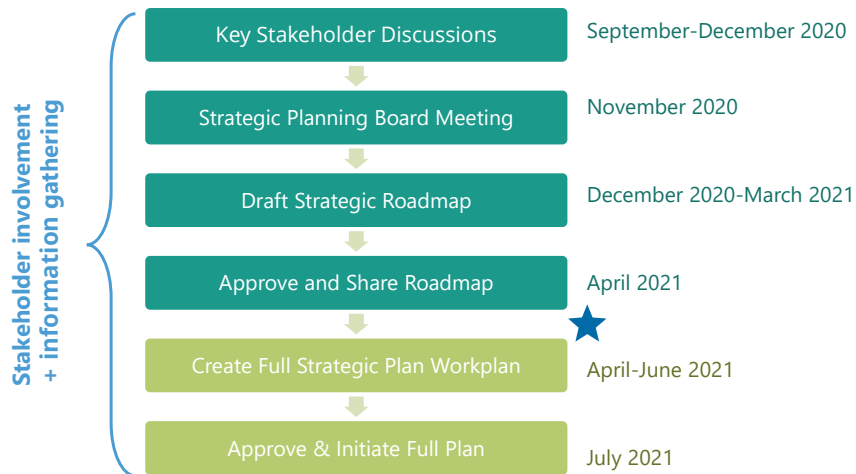 Stakeholder involvement
+ information gathering
Key Stakeholder Discussions
September-December 2020
Strategic Planning Board Meeting
November 2020
Draft Strategic Roadmap
December 2020-March 2021
Approve and Share Roadmap
April 2021
Create Full Strategic Plan Workplan
April-June 2021
Approve & Initiate Full Plan
July 2021